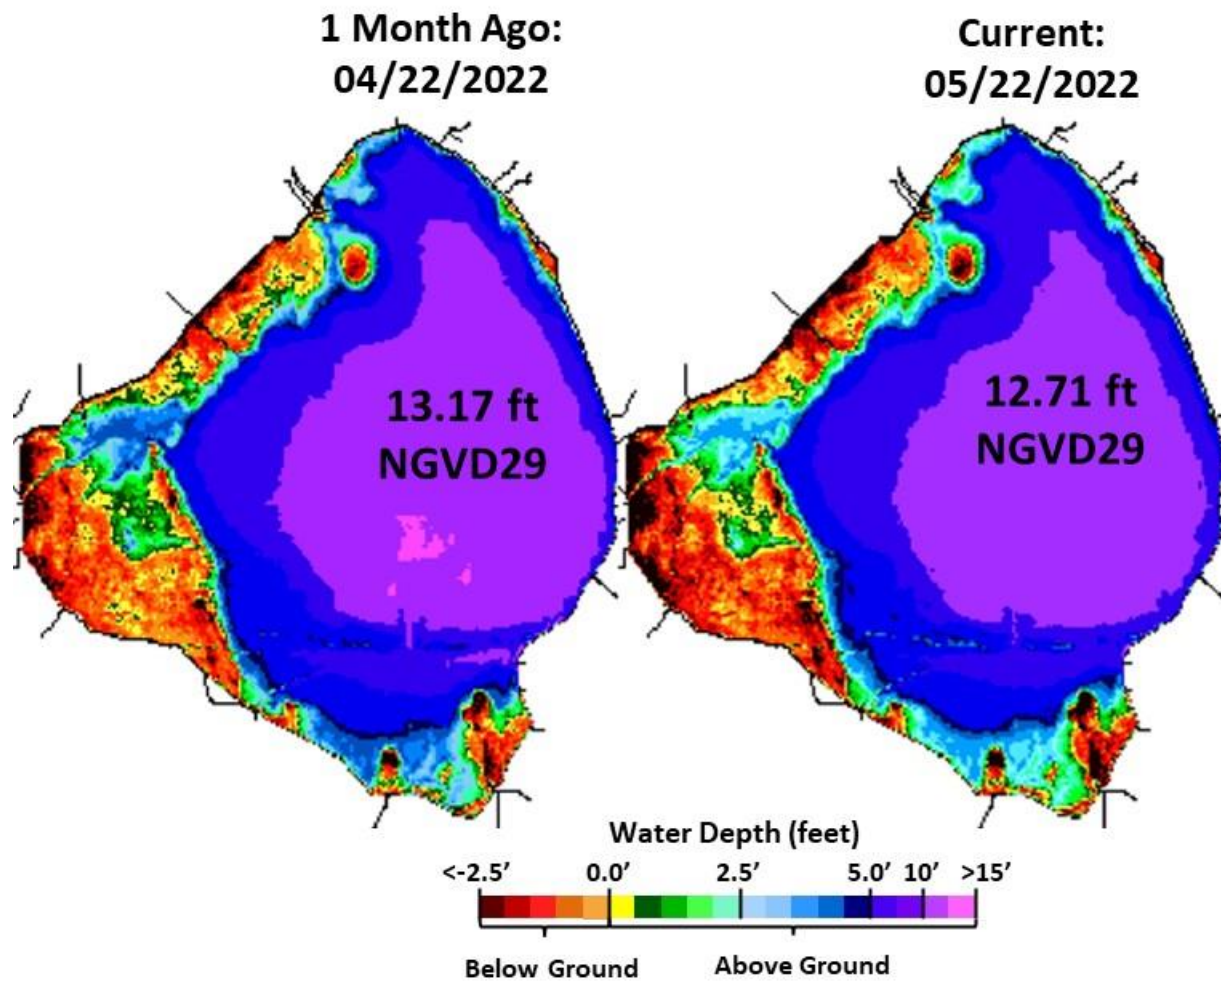 1 Month Ago:
04/22/2022
Current:
05/22/2022
13.17 ft
NGVD29
12.71 ft
NGVD29
Water Depth (feet)
<-2.5’ 0.0’ 2.5’ 5.0’ 10’ >15’
Below Ground Above Ground